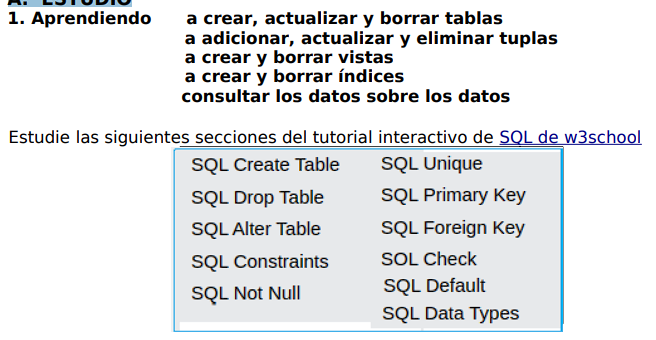 A. ESTUDIO
1. Aprendiendo a crear, actualizar y borrar tablas
a adicionar, actualizar y eliminar tuplas
a crear y borrar vistas
a crear y borrar índices
consultar los datos sobre los datos
Estudie las siguientes secciones del tutorial interactivo de SQL de w3school
SQL Create Table
SQL Drop Table
SQL Alter Table
SQL Constraints
SQL Not Null
SQL Unique
SQL Primary Key
SQL Foreign Key
SQL Check
SQL Default
SQL Data Types